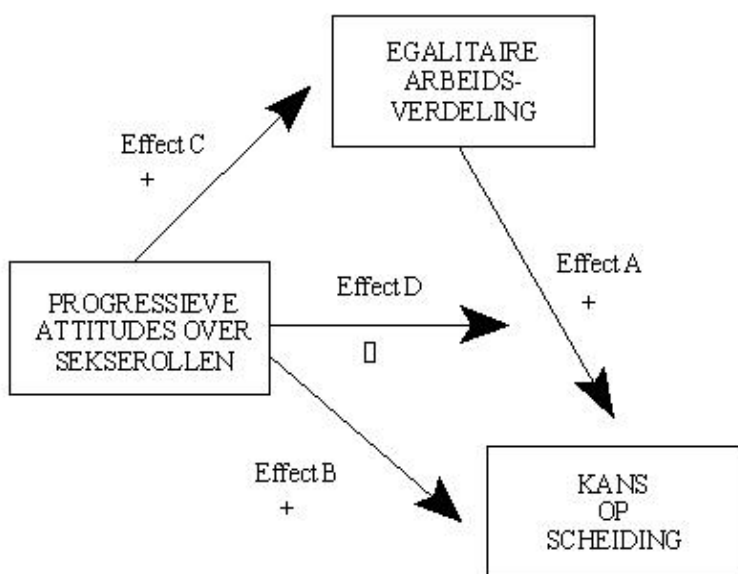 EGALITAIRE
ARBEIDS-
VERDELING
Effect C
+
Effect A
+
Effect D
PROGRESSIEVE
ATTITUDES OVER
SEKSEROLLEN
Effect B
+
KANS
OP
SCHEIDING